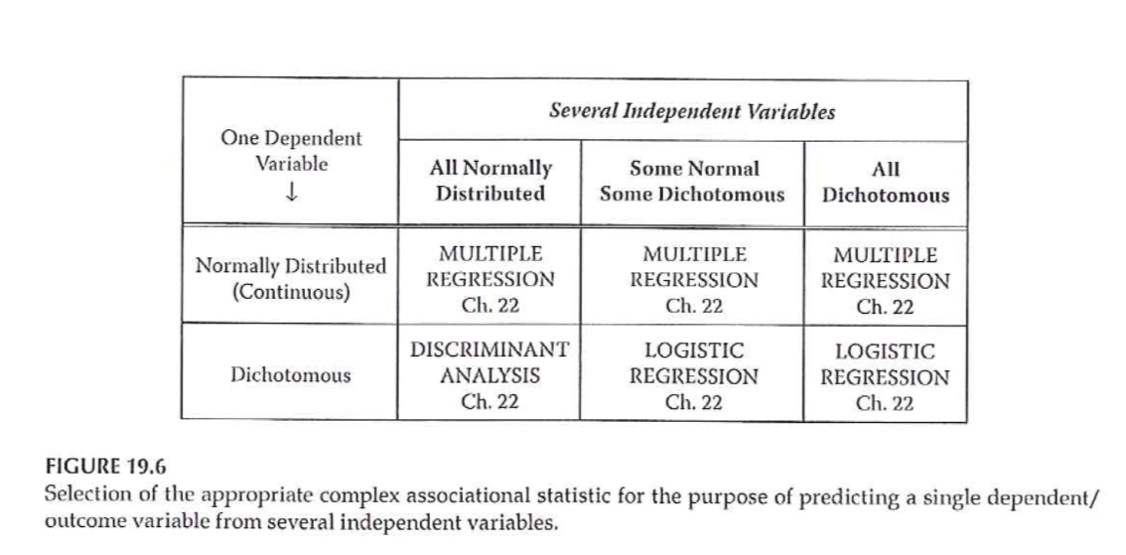 Several Independent Variables
One Dependent
Variable
↓
All Normally
Distributed
Some Normal
Some Dichotomous
All
Dichotomous
Normally Distributed
(Continuous)
MULTIPLE
REGRESSION
Ch. 22
MULTIPLE
REGRESSION
Ch. 22
MULTIPLE
REGRESSION
Ch. 22
Dichotomous
DISCRIMINANT
ANALYSIS
Ch. 22
LOGISTIC
REGRESSION
Ch. 22
LOGISTIC
REGRESSION
Ch. 22
FIGURE 19.6
Selection of the appropriate complex associational statistic for the purpose of predicting a single dependent/
outcome variable from several independent variables.